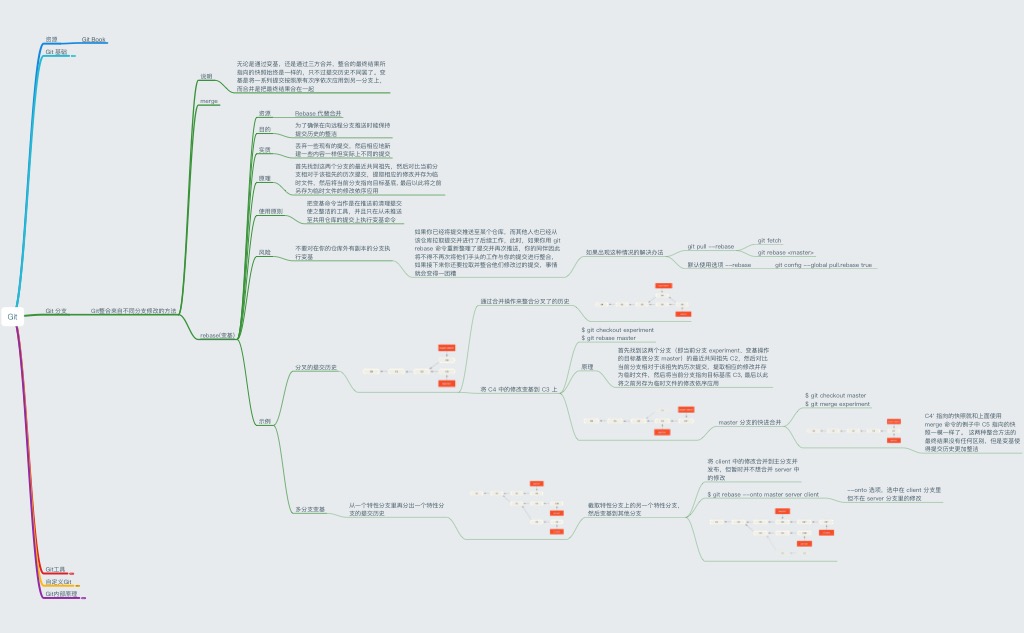 资源
Git Book
Git 基础
Git
Git 分支
Git整合来自不同分支修改的方法
说明
无论是通过变基，还是通过三方合并，整合的最终结果所
指向的快照始终是一样的，只不过提交历史不同罢了。变
基是将一系列提交按照原有次序依次应用到另一分支上，
而合并是把最终结果合在一起
merge
rebase(变基)
资源
Rebase 代替合并
目的
为了确保在向远程分支推送时能保持
提交历史的整洁
实质
丢弃一些现有的提交，然后相应地新
建一些内容一样但实际上不同的提交
原理
首先找到这两个分支的最近共同祖先，然后对比当前分
支相对于该祖先的历次提交，提取相应的修改并存为临
时文件，然后将当前分支指向目标基底, 最后以此将之前
另存为临时文件的修改依序应用
使用原则
把变基命令当作是在推送前清理提交
使之整洁的工具，并且只在从未推送
至共用仓库的提交上执行变基命令
风险
不要对在你的仓库外有副本的分支执
行变基
如果你已经将提交推送至某个仓库，而其他人也已经从
该仓库拉取提交并进行了后续工作，此时，如果你用 git
rebase 命令重新整理了提交并再次推送，你的同伴因此
将不得不再次将他们手头的工作与你的提交进行整合，
如果接下来你还要拉取并整合他们修改过的提交，事情
就会变得一团糟
如果出现这种情况的解决办法
git pull --rebase
git fetch
git rebase <master>
默认使用选项 --rebase
git config --global pull.rebase true
示例
分叉的提交历史
通过合并操作来整合分叉了的历史
将 C4 中的修改变基到 C3 上
$ git checkout experiment
$ git rebase master
原理
首先找到这两个分支（即当前分支 experiment、变基操作
的目标基底分支 master）的最近共同祖先 C2，然后对比
当前分支相对于该祖先的历次提交，提取相应的修改并存
为临时文件，然后将当前分支指向目标基底 C3, 最后以此
将之前另存为临时文件的修改依序应用
master 分支的快进合并
$ git checkout master
$ git merge experiment
C4' 指向的快照就和上面使用
merge 命令的例子中 C5 指向的快
照一模一样了。 这两种整合方法的
最终结果没有任何区别，但是变基使
得提交历史更加整洁
多分支变基
从一个特性分支里再分出一个特性分
支的提交历史
截取特性分支上的另一个特性分支，
然后变基到其他分支
将 client 中的修改合并到主分支并
发布，但暂时并不想合并 server 中
的修改
$ git rebase --onto master server client
--onto 选项，选中在 client 分支里
但不在 server 分支里的修改
Git工具
自定义Git
Git内部原理